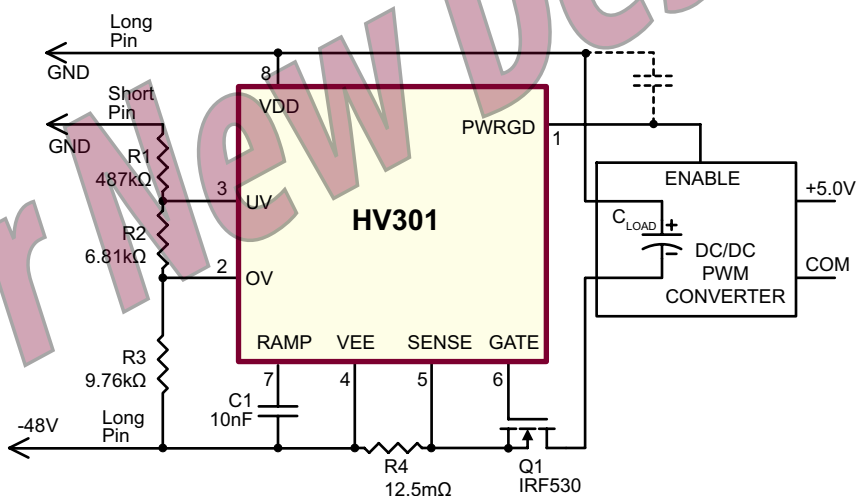 r New Des
Long
Pin
GND
8
VDD
Short
Pin
GND
R1
487kΩ
PWRGD
1
ENABLE
+5.0V
3
UV
HV301
R2
6.81kΩ
CLOAD
+
–
DC/DC
PWM
CONVERTER
COM
2
OV
R3
9.76kΩ
RAMP
VEE
SENSE
GATE
7
4
5
6
C1
10nF
-48V
Long
Pin
R4
12.5mΩ
Q1
IRF530